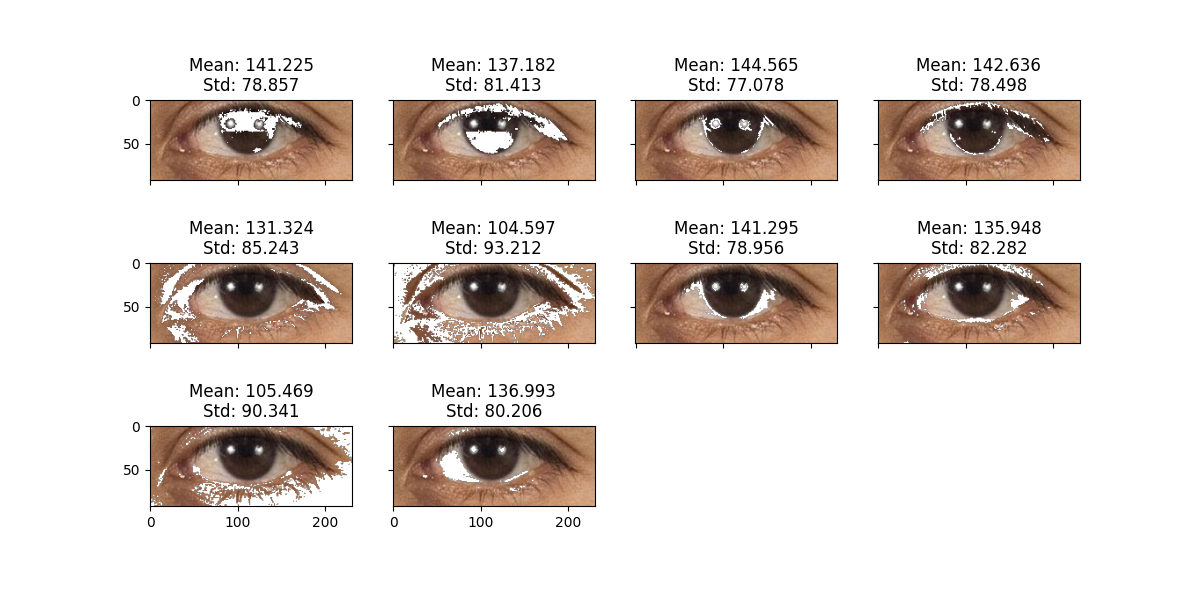 Mean: 141.225
Std: 78.857
Mean: 137.182
Std: 81.413
Mean: 144.565
Std: 77.078
Mean: 142.636
Std: 78.498
0
50
Mean: 131.324
Std: 85.243
Mean: 104.597
Std: 93.212
Mean: 141.295
Std: 78.956
Mean: 135.948
Std: 82.282
0
50
Mean: 105.469
Std: 90.341
Mean: 136.993
Std: 80.206
0
50
0 100 200
0 100 200